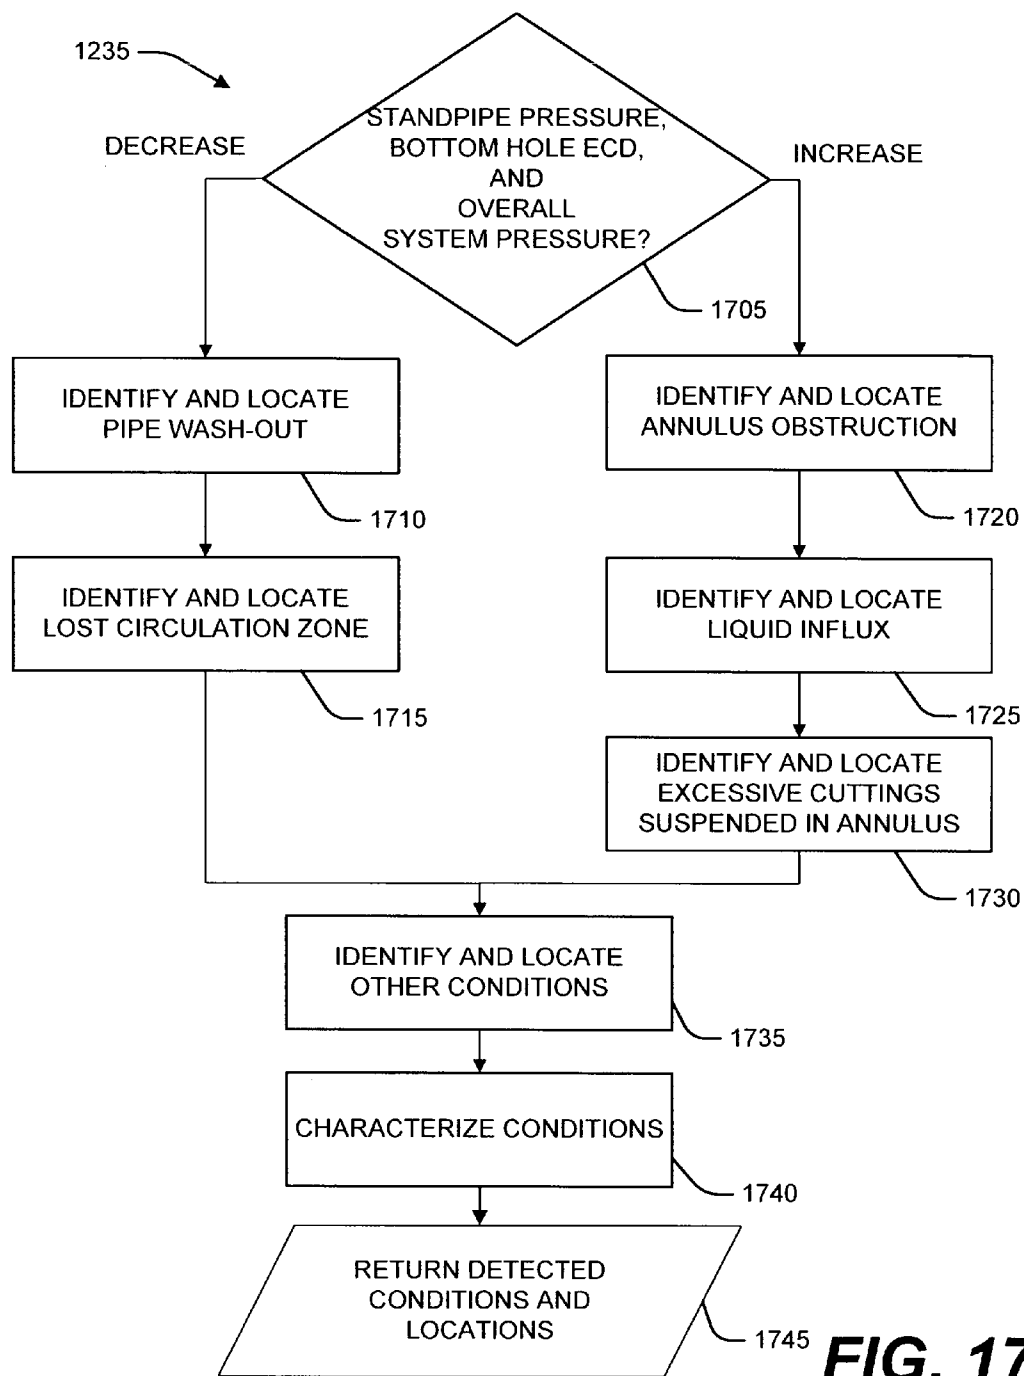 1235
DECREASE
STANDPIPE PRESSURE,
BOTTOM HOLE ECD,
AND
OVERALL
SYSTEM PRESSURE?
INCREASE
1705
IDENTIFY AND LOCATE
PIPE WASH-OUT
1710
IDENTIFY AND LOCATE
ANNULUS OBSTRUCTION
1720
IDENTIFY AND LOCATE
LOST CIRCULATION ZONE
1715
IDENTIFY AND LOCATE
LIQUID INFLUX
1725
IDENTIFY AND LOCATE
EXCESSIVE CUTTINGS
SUSPENDED IN ANNULUS
1730
IDENTIFY AND LOCATE
OTHER CONDITIONS
1735
CHARACTERIZE CONDITIONS
1740
RETURN DETECTED
CONDITIONS AND
LOCATIONS
1745
FIG. 17